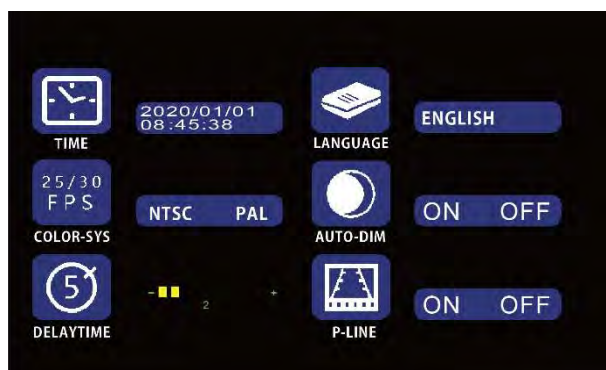 2020/01/01
08:45:38
TIME
ENGLISH
LANGUAGE
25/30
FPS
NTSC PAL
COLOR-SYS
ON OFF
AUTO-DIM
5
- 2 +
DELAYTIME
ON OFF
P-LINE